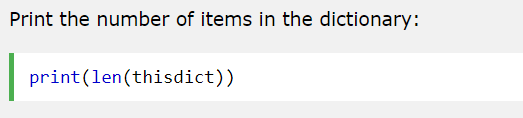 Print the number of items in the dictionary:
print(len(thisdict))